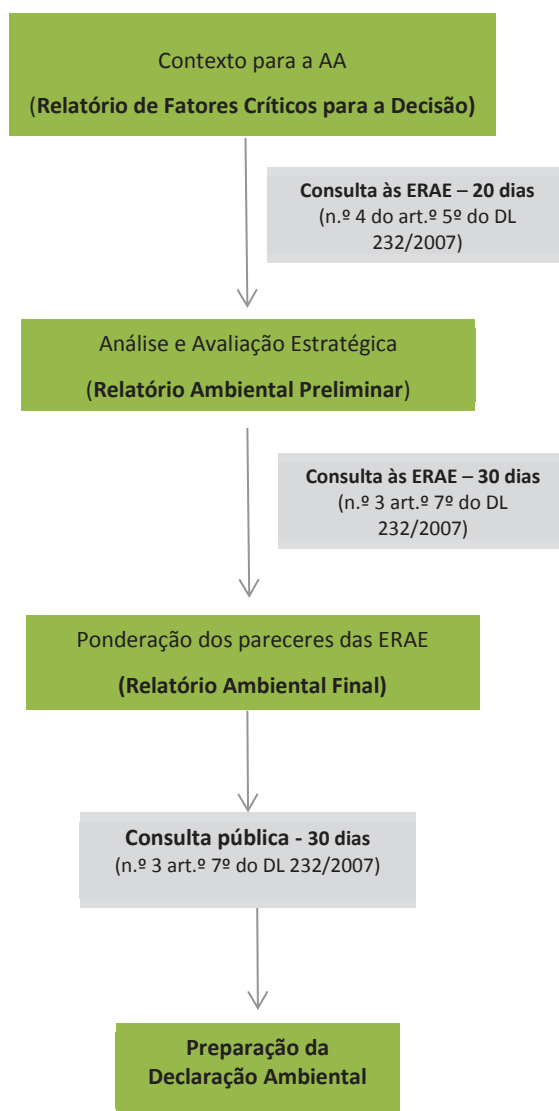 Contexto para a AA
(Relatório de Fatores Críticos para a Decisão)
Consulta às ERAE – 20 dias
(n.º 4 do art.º 5º do DL
232/2007)
Análise e Avaliação Estratégica
(Relatório Ambiental Preliminar)
Consulta às ERAE – 30 dias
(n.º 3 art.º 7º do DL
232/2007)
Ponderação dos pareceres das ERAE
(Relatório Ambiental Final)
Consulta pública - 30 dias
(n.º 3 art.º 7º do DL 232/2007)
Preparação da
Declaração Ambiental